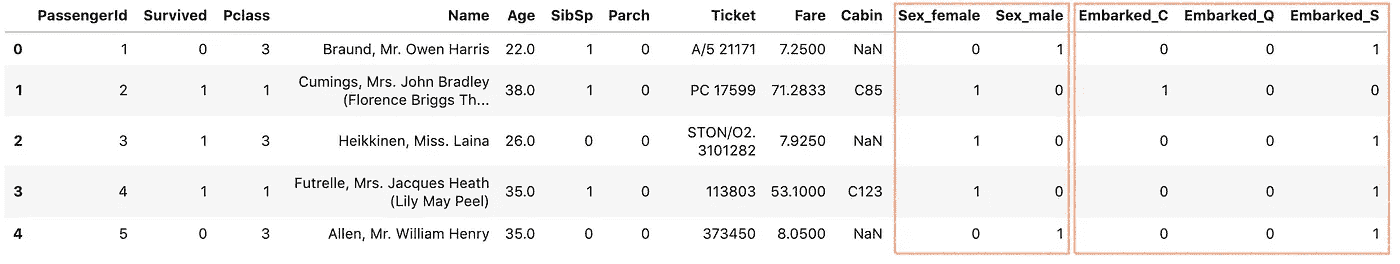 PassengerId Survived Pclass Name Age SibSp Parch Ticket Fare Cabin Sex_female Sex_male Embarked_C Embarked_Q Embarked_S
0 1 0 3 Braund, Mr. Owen Harris 22.0 1 0 A/5 21171 7.2500 NaN 0 1 0 0 1
1 2 1 1 Cumings, Mrs. John Bradley (Florence Briggs Th... 38.0 1 0 PC 17599 71.2833 C85 1 0 1 0 0
2 3 1 3 Heikkinen, Miss. Laina 26.0 0 0 STON/O2. 3101282 7.9250 NaN 1 0 0 0 1
3 4 1 1 Futrelle, Mrs. Jacques Heath (Lily May Peel) 35.0 1 0 113803 53.1000 C123 1 0 0 0 1
4 5 0 3 Allen, Mr. William Henry 35.0 0 0 373450 8.0500 NaN 0 1 0 0 1